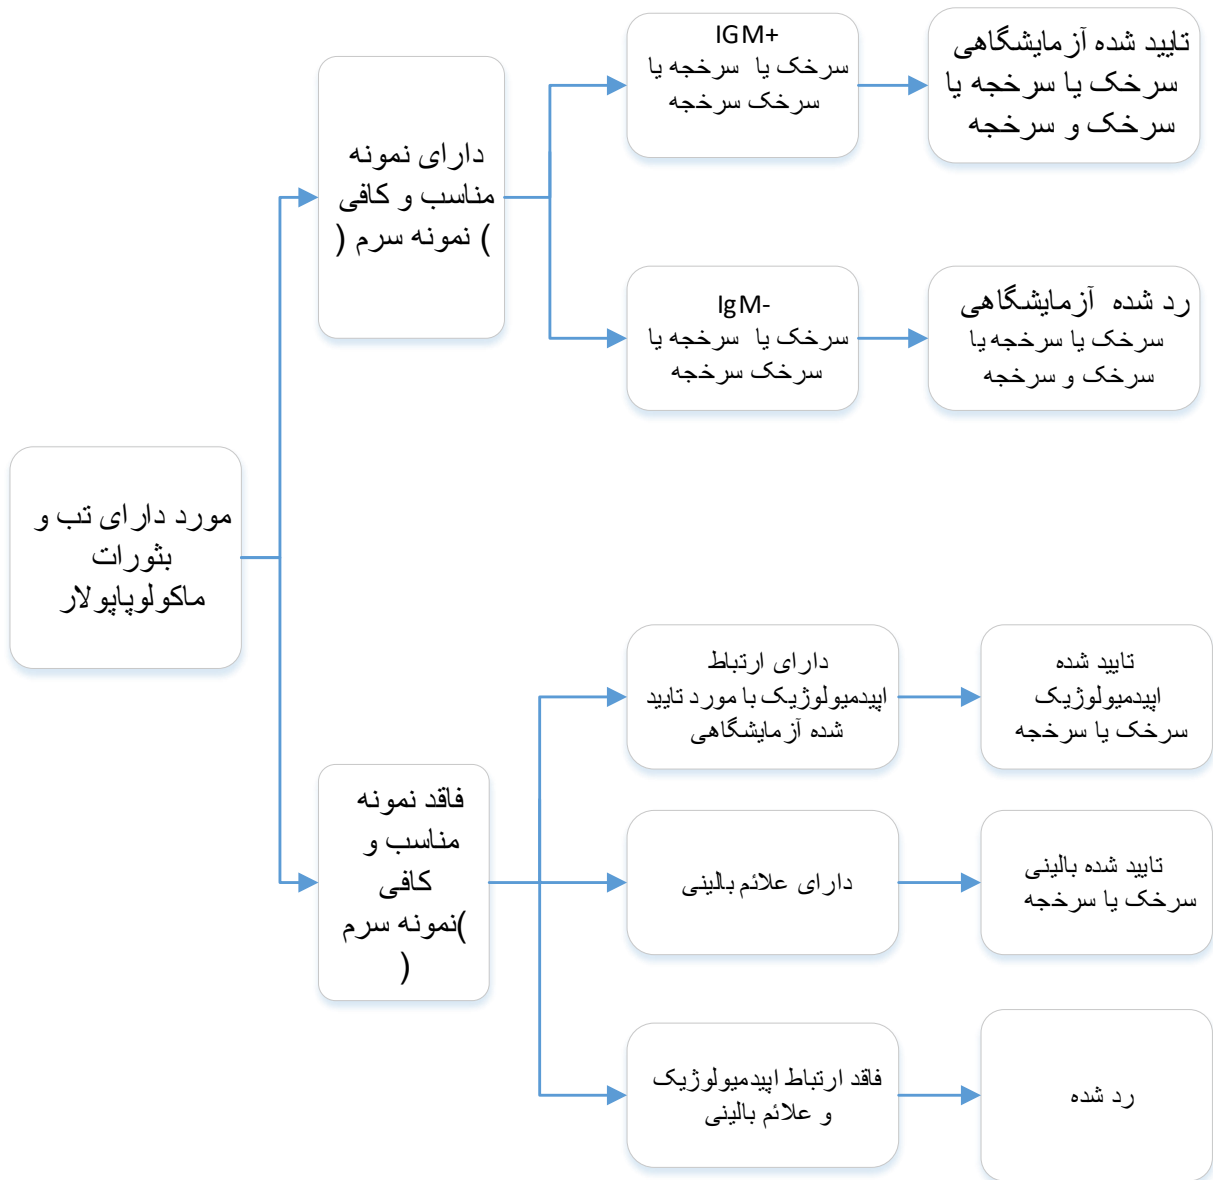 مورد دارای تب و
بثورات
ماکولوپاپولار
دارای نمونه
مناسب و کافی
) نمونه سرم (
IGM+
سرخک یا سرخجه یا
سرخک سرخجه
تایید شده آزمایشگاهی
سرخک یا سرخجه یا
سرخک و سرخجه
IgM-
سرخک یا سرخجه یا
سرخک سرخجه
رد شده آزمایشگاهی
سرخک یا سرخجه یا
سرخک و سرخجه
فاقد نمونه
مناسب و
کافی
)نمونه سرم
(
دارای ارتباط
اپیدمیولوژیک با مورد تایید
شده آزمایشگاهی
تایید شده
اپیدمیولوژیک
سرخک یا سرخجه
دارای علائم بالینی
تایید شده بالینی
سرخک یا سرخجه
فاقد ارتباط اپیدمیولوژیک
و علائم بالینی
رد شده